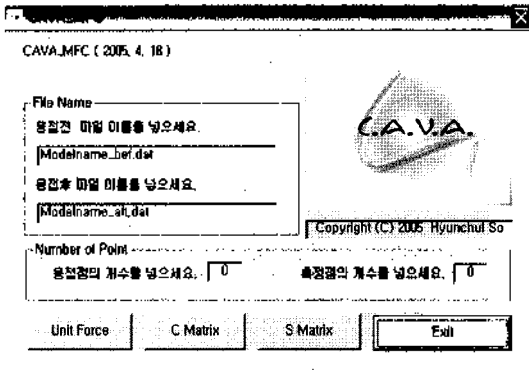 CAVA_MFC ( 2005, 4, 18 )
C.A.V.A.
File Name
용접전 파일 이름을 넣으세요.
Modelname_bef.dat
용접후 파일 이름를 넣으세요.
Modelname_aft.dat
Copyright (C) 2005 Hyunchul So
Number of Point
용접점의 개수를 넣으세요. 0
측정점의 개수를 넣으세요. 0
Unit Force
C Matrix
S Matrix
Exit